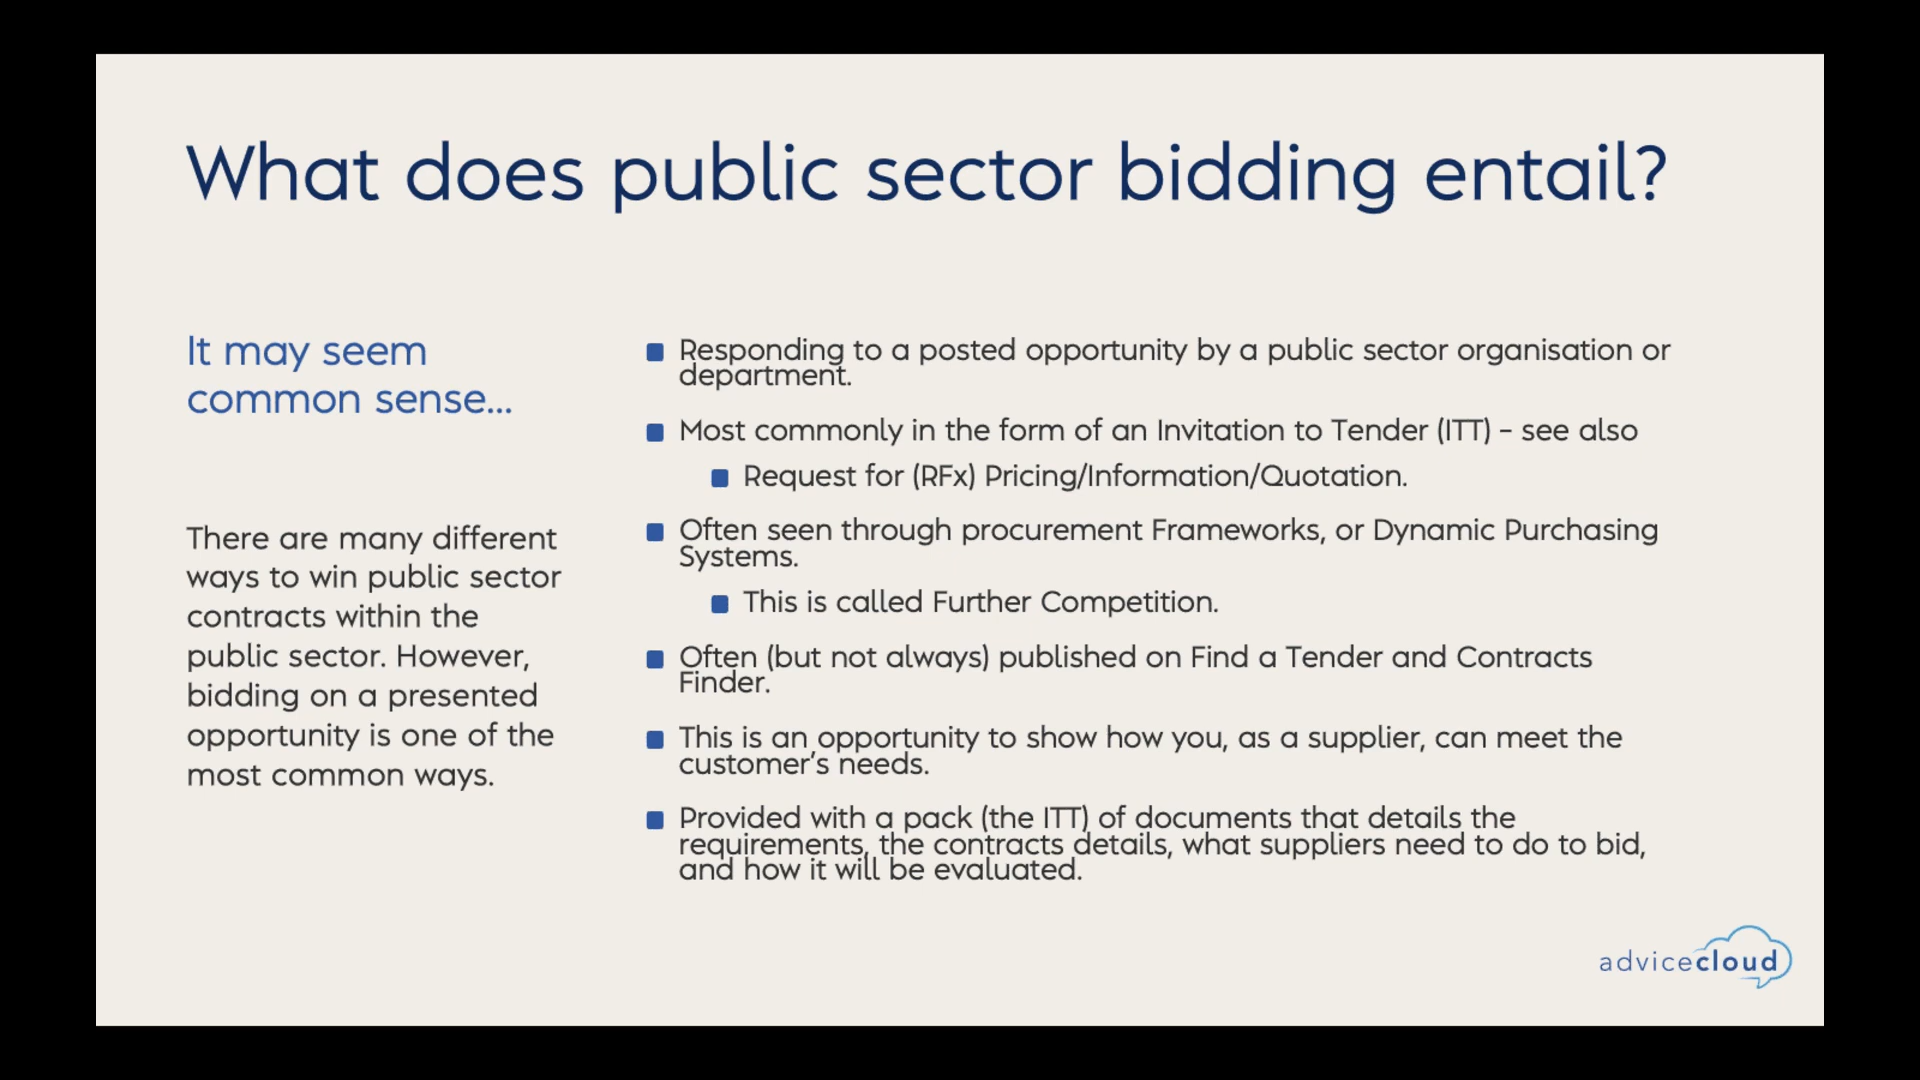 What does public sector bidding entail?
It may seem
common sense...
There are many different
ways to win public sector
contracts within the
public sector. However,
bidding on a presented
opportunity is one of the
most common ways.
Responding to a posted opportunity by a public sector organisation or
department.
Most commonly in the form of an Invitation to Tender (ITT) - see also
Request for (RFx) Pricing/Information/Quotation.
Often seen through procurement Frameworks, or Dynamic Purchasing
Systems.
This is called Further Competition.
Often (but not always) published on Find a Tender and Contracts
Finder.
This is an opportunity to show how you, as a supplier, can meet the
customer's needs.
Provided with a pack (the ITT) of documents that details the
requirements, the contracts details, what suppliers need to do to bid,
and how it will be evaluated.
advicecloud